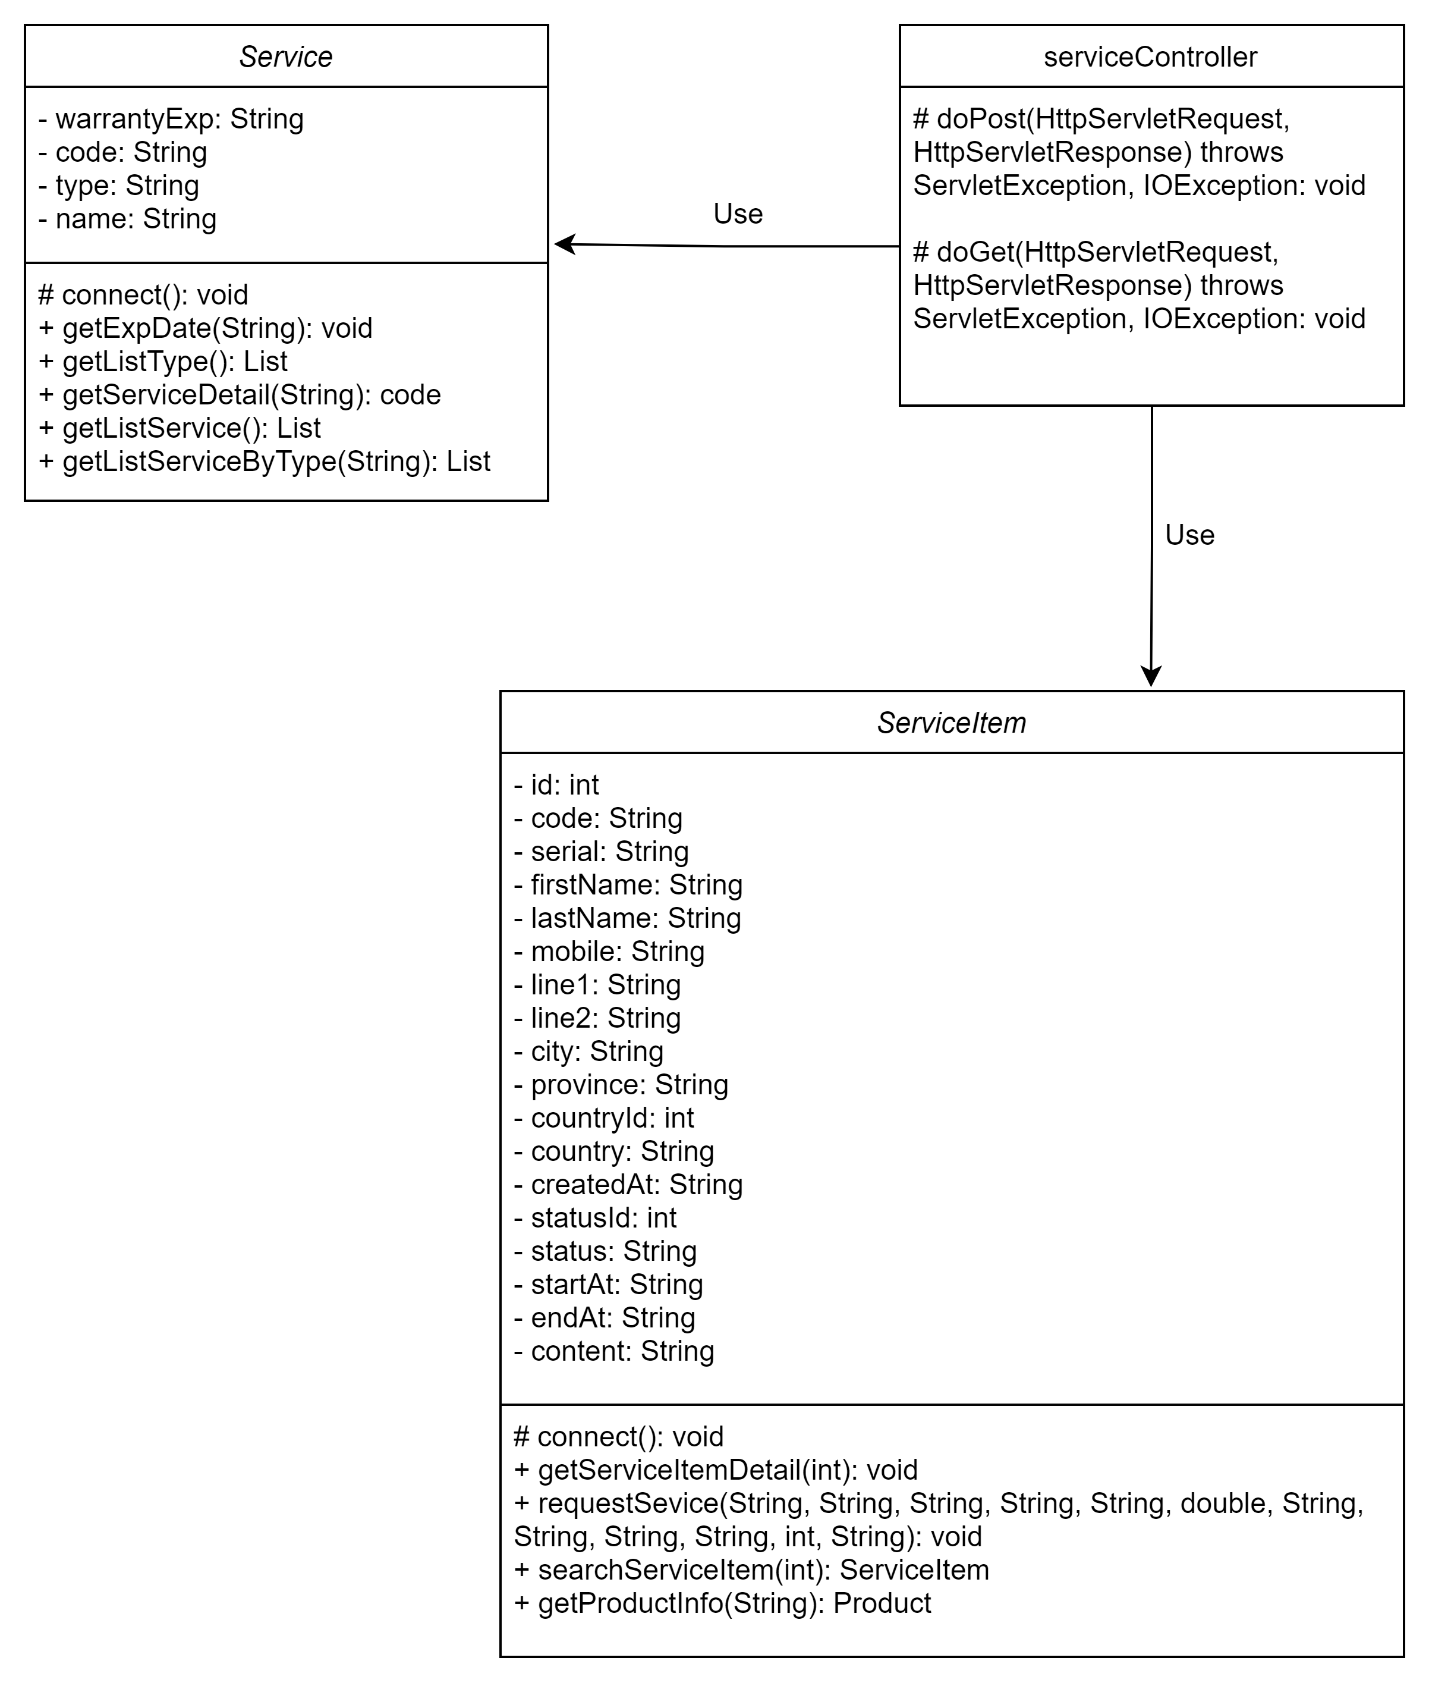 Service
- warrantyExp: String
- code: String
- type: String
- name: String
# connect(): void
+ getExpDate(String): void
+ getListType(): List
+ getServiceDetail(String): code
+ getListService(): List
+ getListServiceByType(String): List
Use
serviceController
# doPost(HttpServletRequest,
HttpServletResponse) throws
ServletException, IOException: void
# doGet(HttpServletRequest,
HttpServletResponse) throws
ServletException, IOException: void
Use
ServiceItem
- id: int
- code: String
- serial: String
- firstName: String
- lastName: String
- mobile: String
- line1: String
- line2: String
- city: String
- province: String
- countryId: int
- country: String
- createdAt: String
- statusId: int
- status: String
- startAt: String
- endAt: String
- content: String
# connect(): void
+ getServiceItemDetail(int): void
+ requestSevice(String, String, String, String, String, double, String,
String, String, String, int, String): void
+ searchServiceItem(int): ServiceItem
+ getProductInfo(String): Product